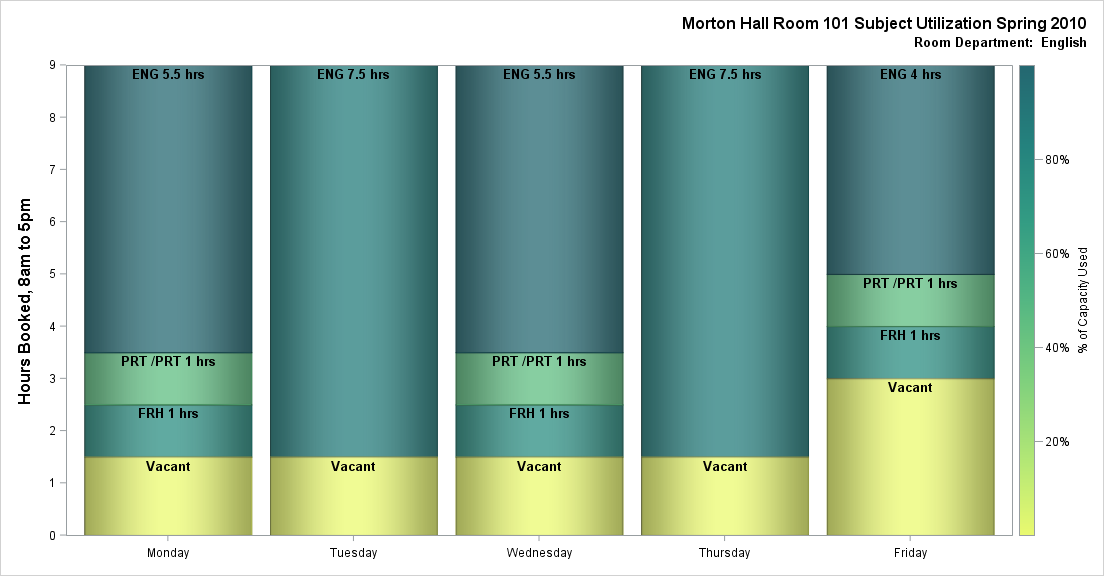 Morton Hall Room 101 Subject Utilization Spring 2010
Room Department: English
Hours Booked, 8am to 5pm
9
8
7
6
5
4
3
2
1
0
ENG 5.5 hrs
PRT /PRT 1 hrs
FRH 1 hrs
Vacant
ENG 7.5 hrs
Vacant
ENG 5.5 hrs
PRT /PRT 1 hrs
FRH 1 hrs
Vacant
ENG 7.5 hrs
Vacant
ENG 4 hrs
PRT /PRT 1 hrs
FRH 1 hrs
Vacant
Monday
Tuesday
Wednesday
Thursday
Friday
80%
60%
40%
20%
% of Capacity Used